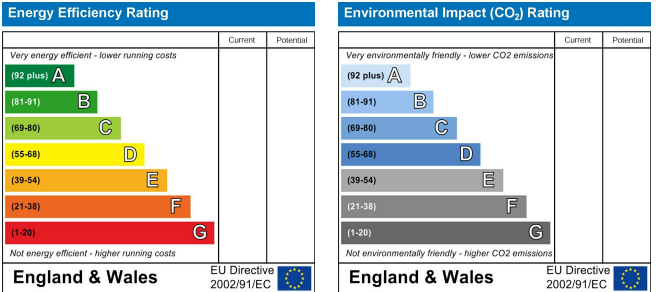 Energy Efficiency Rating
Current Potential
Very energy efficient - lower running costs
(92 plus) A
(81-91) B
(69-80) C
(55-68) D
(39-54) E
(21-38) F
(1-20) G
Not energy efficient - higher running costs
England & Wales
EU Directive
2002/91/EC
Environmental Impact (CO₂) Rating
Current Potential
Very environmentally friendly - lower CO2 emissions
(92 plus) A
(81-91) B
(69-80) C
(55-68) D
(39-54) E
(21-38) F
(1-20) G
Not environmentally friendly - higher CO2 emissions
England & Wales
EU Directive
2002/91/EC